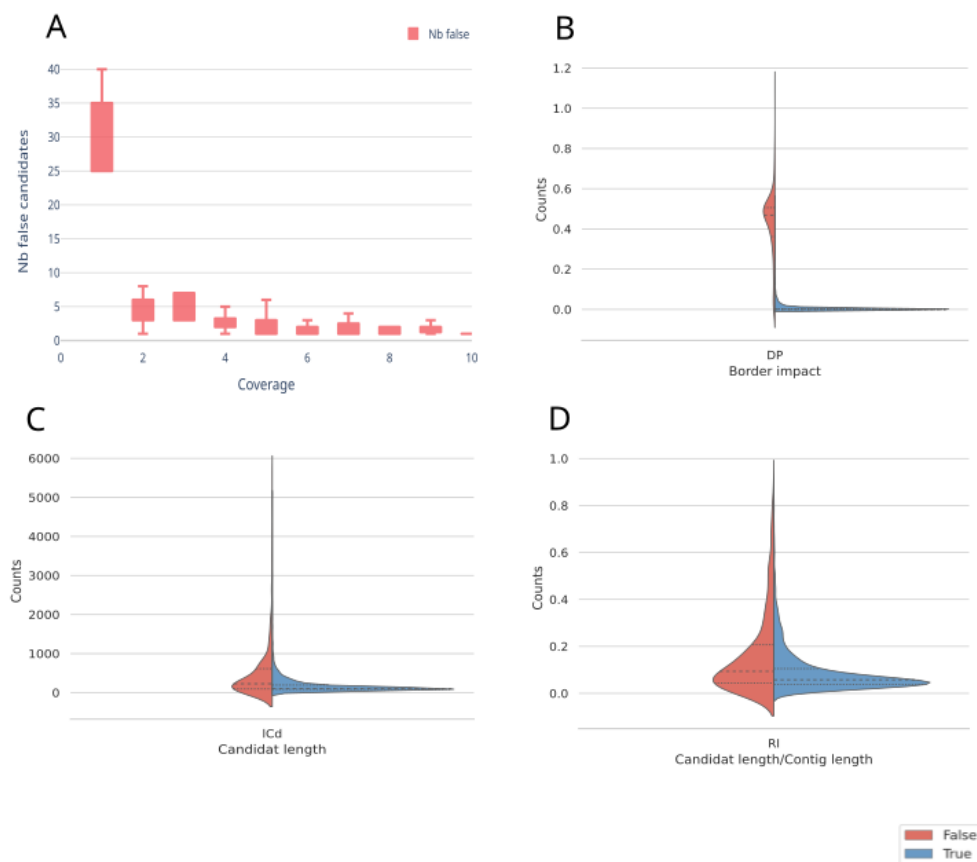 A
Nb false
40
35
30
25
20
15
10
5
0
Nb false candidates
0 2 4 6 8 10
Coverage
B
1.2
1.0
0.8
0.6
0.4
0.2
0.0
Counts
DP
Border impact
C
6000
5000
4000
3000
2000
1000
0
Counts
ICd
Candidat length
D
1.0
0.8
0.6
0.4
0.2
0.0
Counts
RI
Candidat length/Contig length
False
True